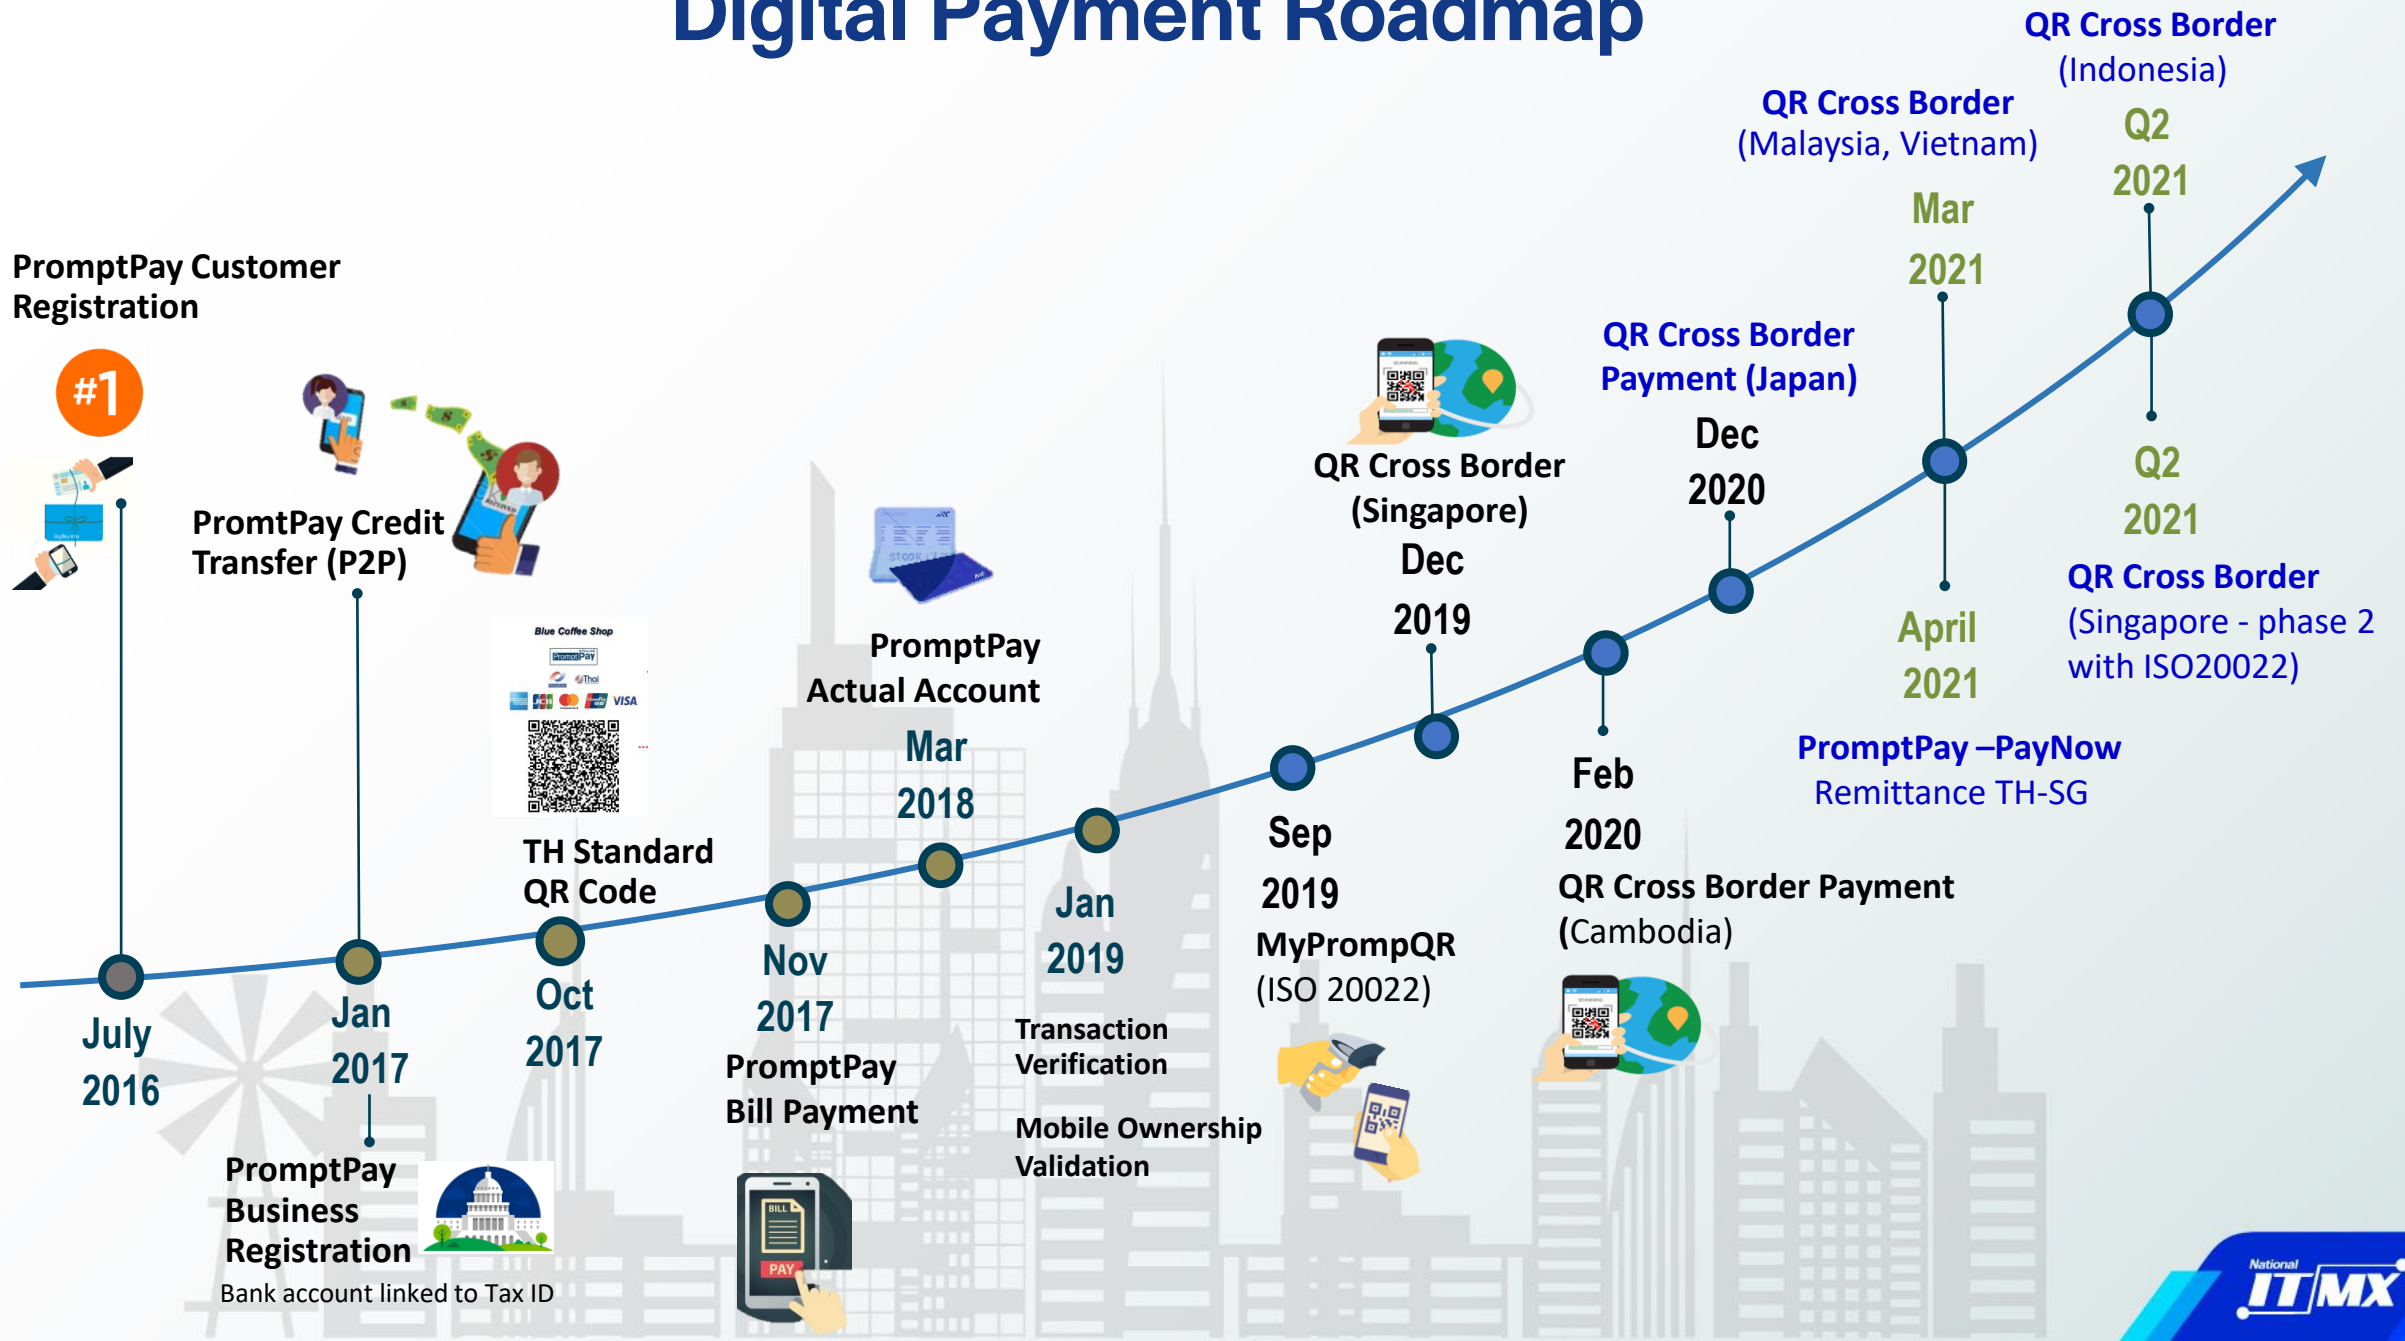 Digital Payment Roadmap
PromptPay Customer
Registration
#1
July
2016
PromtPay Credit
Transfer (P2P)
Jan
2017
PromptPay
Business
Registration
Bank account linked to Tax ID
Blue Coffee Shop
PromptPay
Thai
JCB
VISA
TH Standard
QR Code
Oct
2017
Nov
2017
PromptPay
Bill Payment
BILL
PAY
PromptPay
Actual Account
Mar
2018
Jan
2019
Transaction
Verification
Mobile Ownership
Validation
Sep
2019
MyPrompQR
(ISO 20022)
SCANNING
QR Cross Border
(Singapore)
Dec
2019
Feb
2020
QR Cross Border Payment
(Cambodia)
SCANNING
QR Cross Border
Payment (Japan)
Dec
2020
QR Cross Border
(Malaysia, Vietnam)
Mar
2021
April
2021
PromptPay –PayNow
Remittance TH-SG
QR Cross Border
(Indonesia)
Q2
2021
Q2
2021
QR Cross Border
(Singapore - phase 2
with ISO20022)
National
ITMX